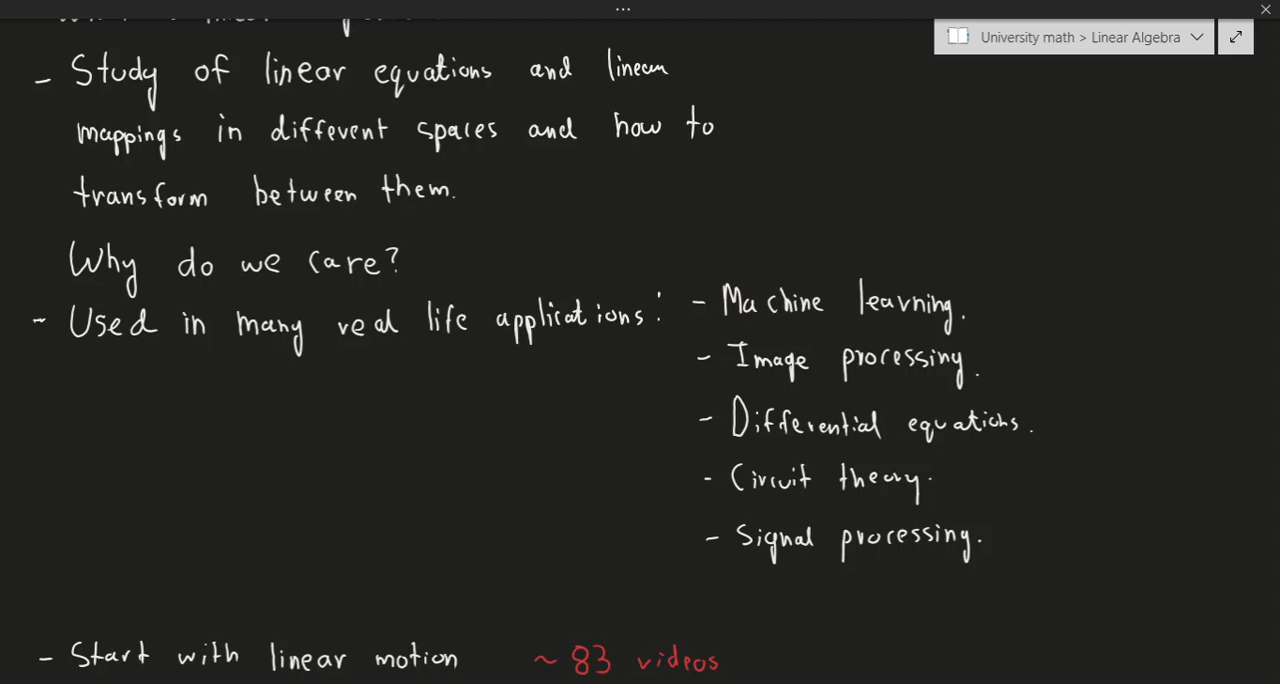 University math > Linear Algebra
- Study of linear equations and linear
mappings in different spaces and how to
transform between them.
Why do we care?
- Used in many real life applications:
- Machine learning.
- Image processing.
- Differential equations.
- Circuit theory.
- Signal processing.
- Start with linear motion ~ 83 videos